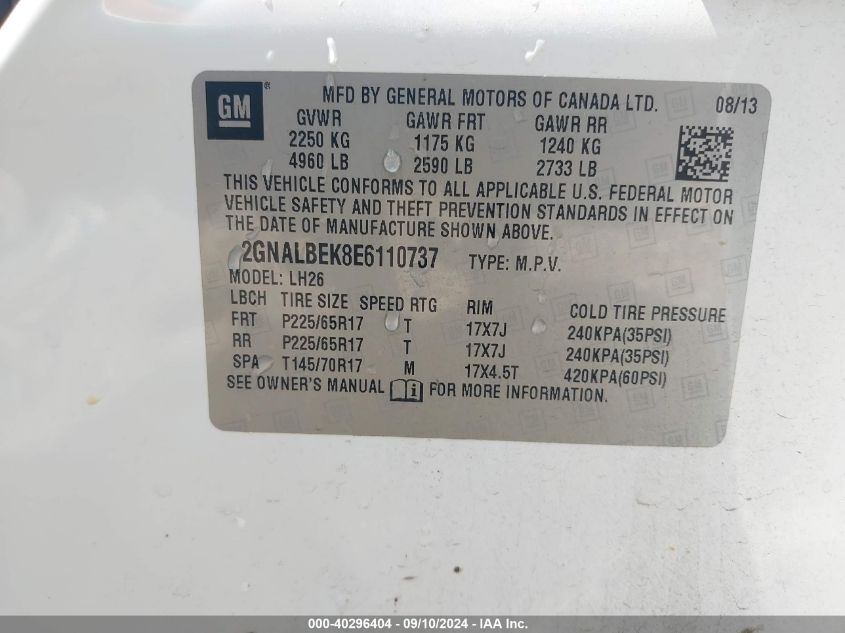 GM ®
MFD BY GENERAL MOTORS OF CANADA LTD. 08/13
GVWR GAWR FRT GAWR RR
2250 KG 1175 KG 1240 KG
4960 LB 2590 LB 2733 LB
THIS VEHICLE CONFORMS TO ALL APPLICABLE U.S. FEDERAL MOTOR
VEHICLE SAFETY AND THEFT PREVENTION STANDARDS IN EFFECT ON
THE DATE OF MANUFACTURE SHOWN ABOVE.
2GNALBEK8E6110737 TYPE: M.P.V.
MODEL: LH26
LBCH TIRE SIZE SPEED RTG RIM COLD TIRE PRESSURE
FRT P225/65R17 T 17X7J 240KPA(35PSI)
RR P225/65R17 T 17X7J 240KPA(35PSI)
SPA T145/70R17 M 17X4.5T 420KPA(60PSI)
SEE OWNER'S MANUAL i FOR MORE INFORMATION.
000-40296404 - 09/10/2024 - IAA Inc.